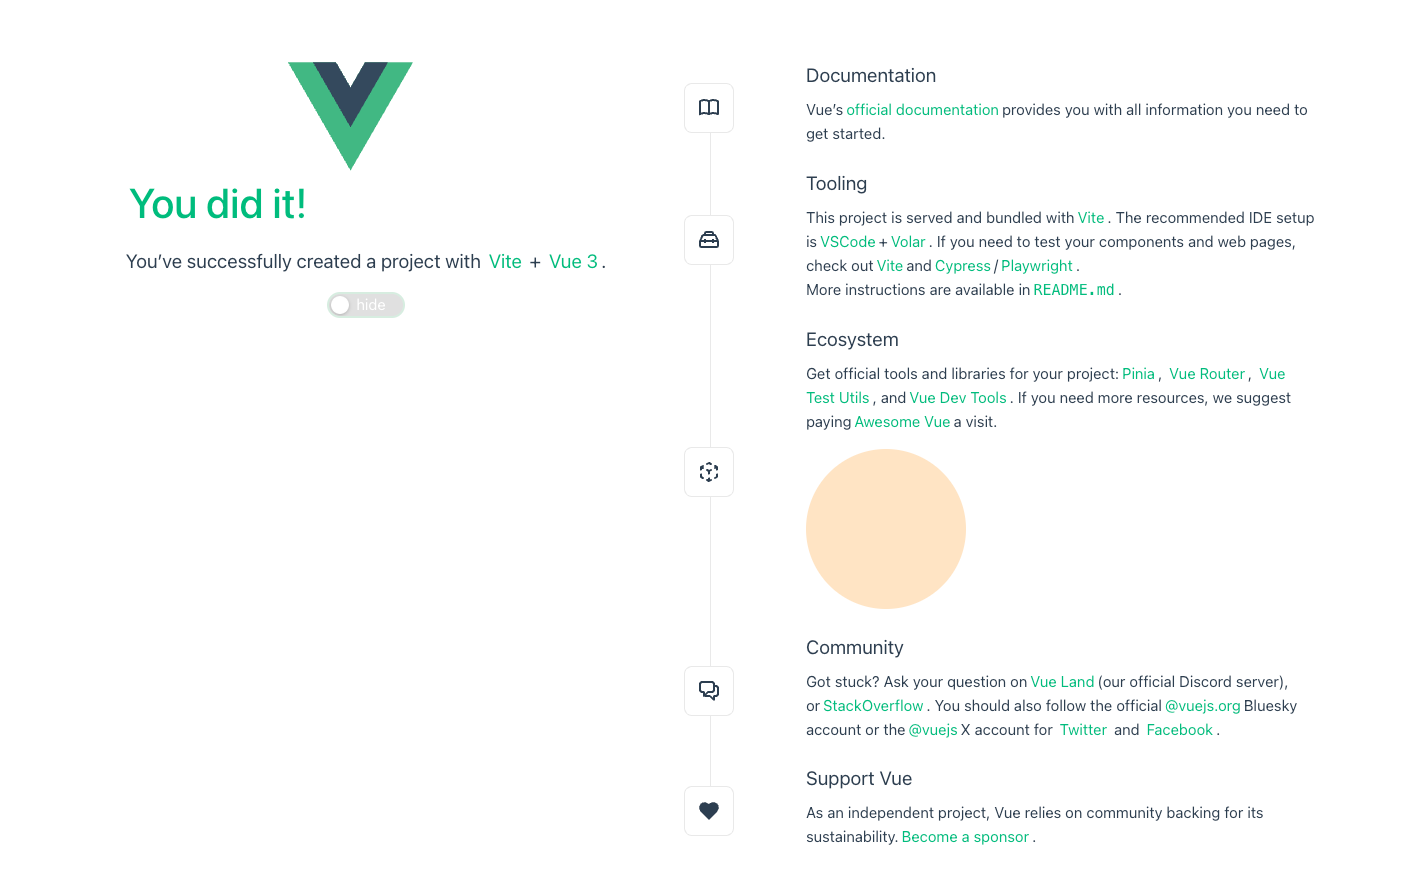 You did it!
You’ve successfully created a project with Vite + Vue 3 .
hide
Documentation
Vue’s official documentation provides you with all information you need to
get started.
Tooling
This project is served and bundled with Vite . The recommended IDE setup
is VSCode + Volar . If you need to test your components and web pages,
check out Vite and Cypress / Playwright .
More instructions are available in README.md .
Ecosystem
Get official tools and libraries for your project: Pinia , Vue Router , Vue
Test Utils , and Vue Dev Tools . If you need more resources, we suggest
paying Awesome Vue a visit.
Community
Got stuck? Ask your question on Vue Land (our official Discord server),
or StackOverflow . You should also follow the official @vuejs.org Bluesky
account or the @vuejs X account for Twitter and Facebook .
Support Vue
As an independent project, Vue relies on community backing for its
sustainability. Become a sponsor .